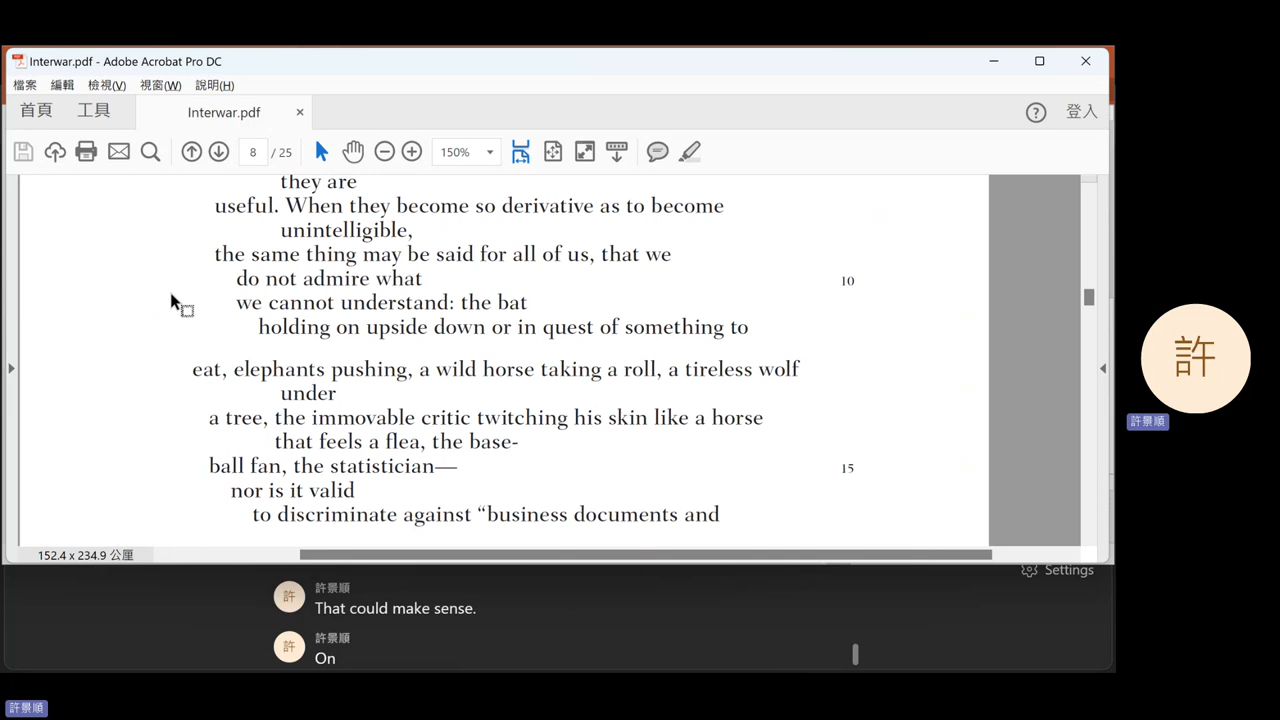 Interwar.pdf - Adobe Acrobat Pro DC
檔案 編輯 檢視(V) 視窗(W) 說明(H)
首頁 工具 Interwar.pdf × 登入
8 / 25 150%
they are
useful. When they become so derivative as to become
unintelligible,
the same thing may be said for all of us, that we
do not admire what 10
we cannot understand: the bat
holding on upside down or in quest of something to
eat, elephants pushing, a wild horse taking a roll, a tireless wolf
under
a tree, the immovable critic twitching his skin like a horse
that feels a flea, the base-
ball fan, the statistician— 15
nor is it valid
to discriminate against “business documents and
152.4 x 234.9 公厘
Settings
許 許景順
That could make sense.
許 許景順
On
許
許景順
許景順